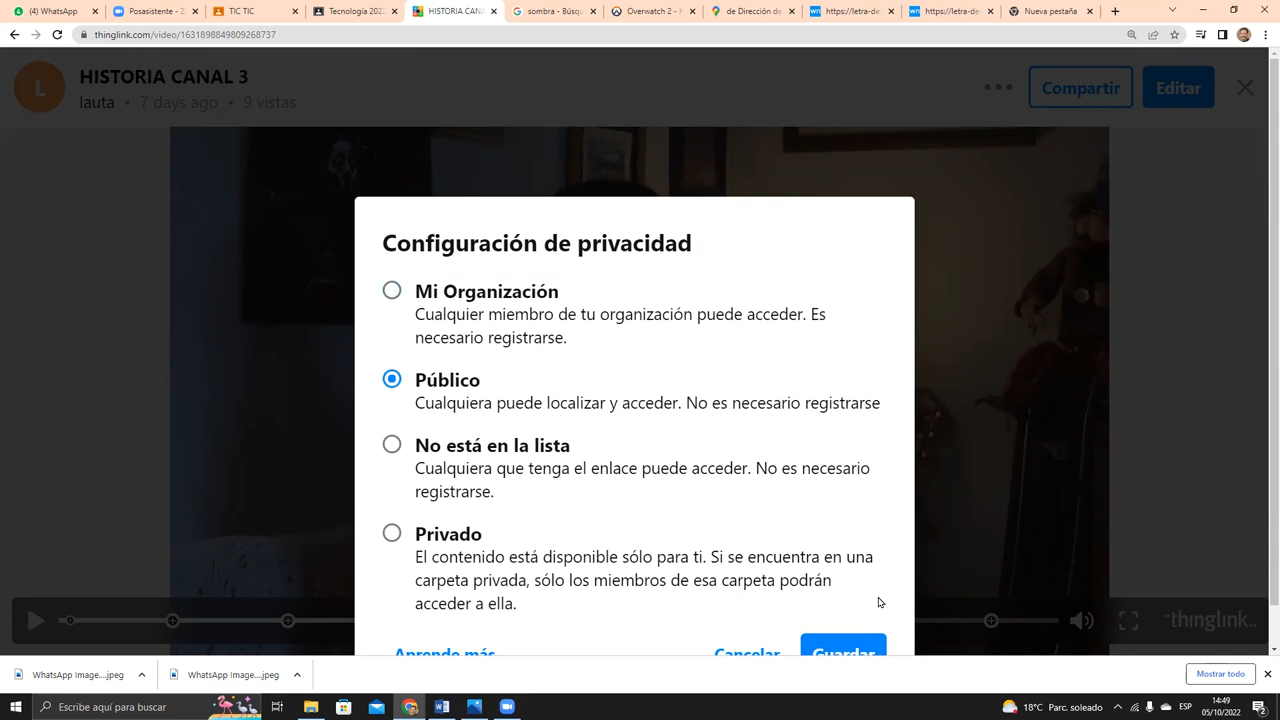 (4) WhatsApp
Posasistente - Z
TIC TIC
Tecnología 2022
HISTORIA CANAL
sombra - Búsq
Overwatch 2 - H
de Dirección de
https://letra-de-
https://letra-de-
Nueva pestaña
thinglink.com/video/1631898849809268737
L
HISTORIA CANAL 3
lauta • 7 days ago • 9 vistas
Compartir
Editar
Configuración de privacidad
Mi Organización
Cualquier miembro de tu organización puede acceder. Es
necesario registrarse.
Público
Cualquiera puede localizar y acceder. No es necesario registrarse
No está en la lista
Cualquiera que tenga el enlace puede acceder. No es necesario
registrarse.
Privado
El contenido está disponible sólo para ti. Si se encuentra en una
carpeta privada, sólo los miembros de esa carpeta podrán
acceder a ella.
Aprende más
Cancelar
Guardar
thinglink..
WhatsApp Image....jpeg
WhatsApp Image....jpeg
Mostrar todo
Escribe aquí para buscar
18°C Parc. soleado
ESP
14:49
05/10/2022
2